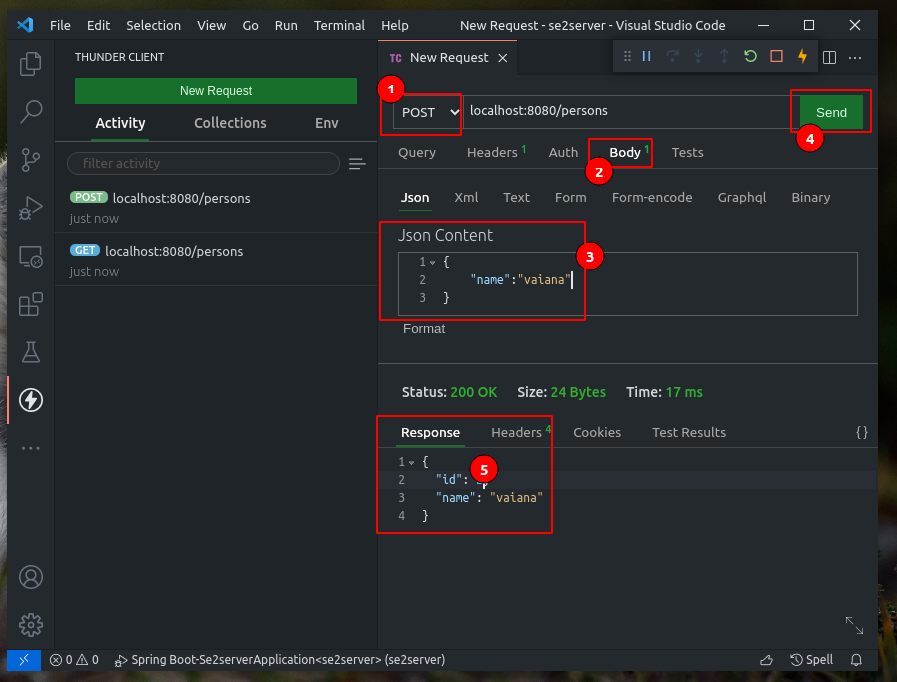 File Edit Selection View Go Run Terminal Help New Request - se2server - Visual Studio Code
THUNDER CLIENT
New Request
Activity Collections Env
filter activity
POST localhost:8080/persons
just now
GET localhost:8080/persons
just now
TC New Request
1
POST localhost:8080/persons Send
4
Query Headers 1 Auth Body 1 Tests
2
Json Xml Text Form Form-encode Graphql Binary
Json Content
3
1 {
2 "name":"vaiana"
3 }
Format
Status: 200 OK Size: 24 Bytes Time: 17 ms
Response Headers 4 Cookies Test Results {}
1 {
2 "id":
5
3 "name": "vaiana"
4 }
0 0 Spring Boot-Se2serverApplication<se2server> (se2server) Spell